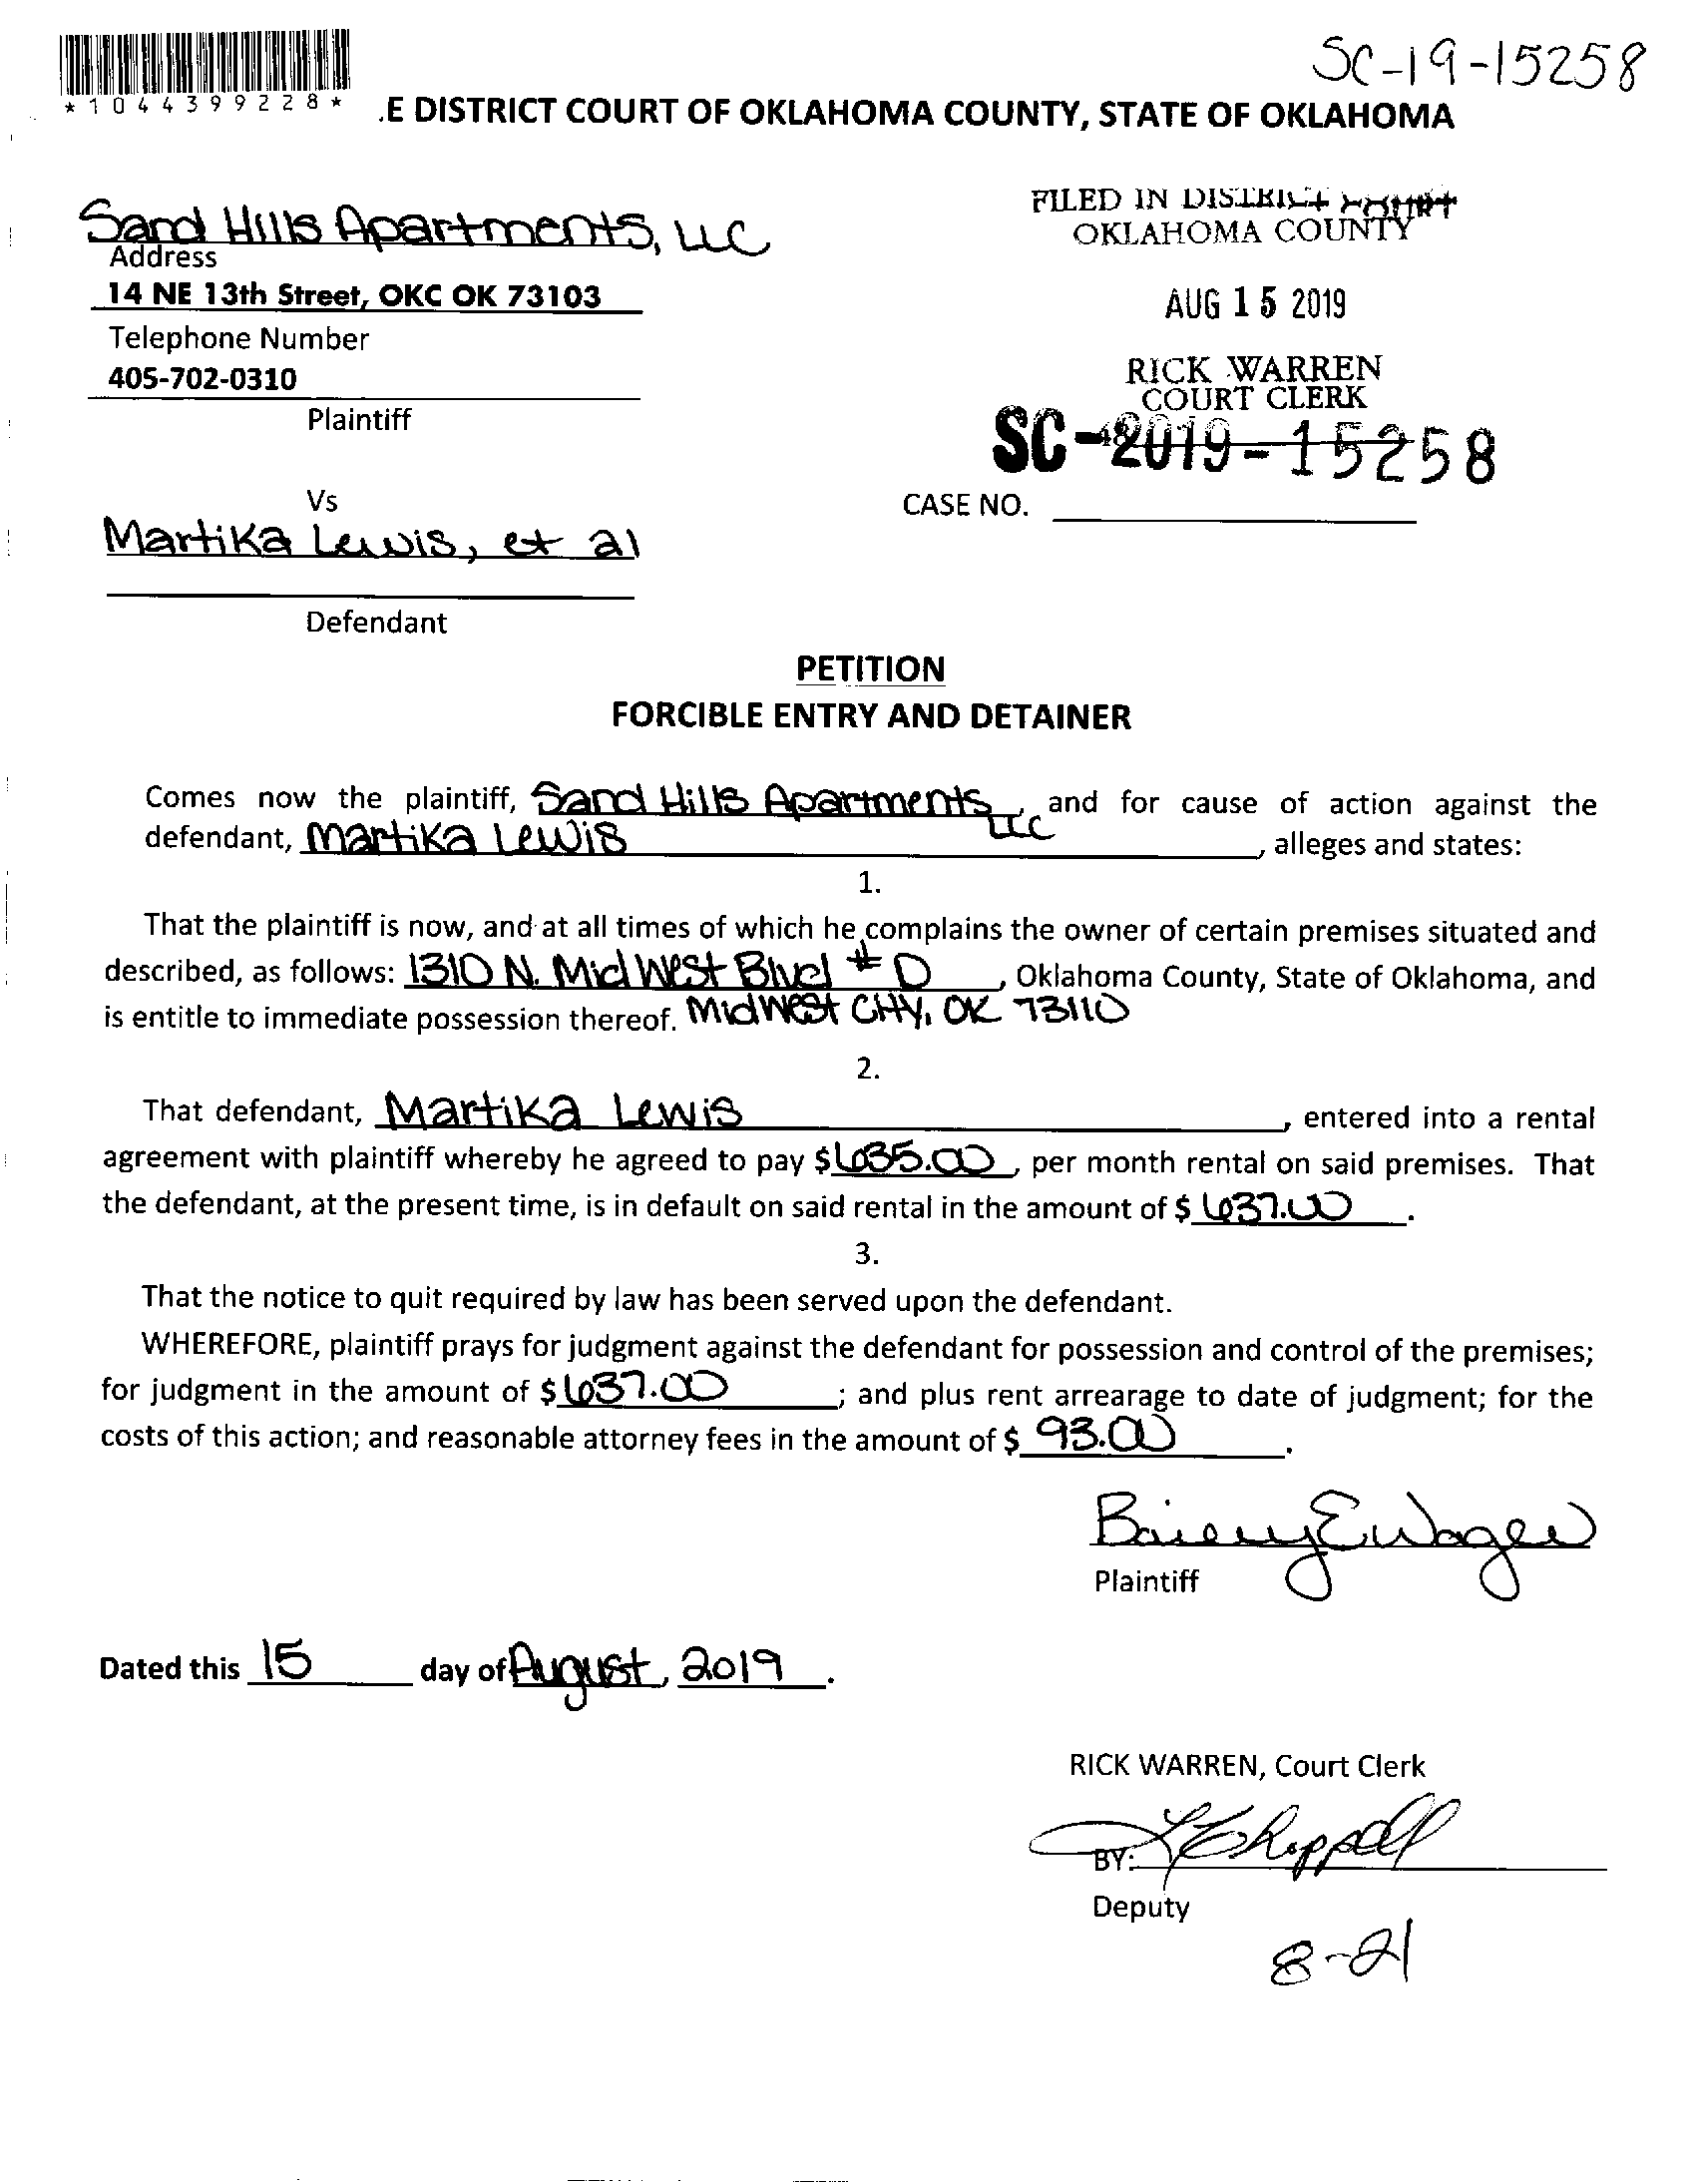 SC-19-15258
*1044399228*
.E DISTRICT COURT OF OKLAHOMA COUNTY, STATE OF OKLAHOMA
Sand Hills Apartments, LLC
Address
14 NE 13th Street, OKC OK 73103
Telephone Number
405-702-0310
Plaintiff
Vs
Martika Lewis, et al
Defendant
FILED IN DISTRICT COURT
OKLAHOMA COUNTY
AUG 15 2019
RICK WARREN
COURT CLERK
SC-2019-15258
CASE NO.
PETITION
FORCIBLE ENTRY AND DETAINER
Comes now the plaintiff, Sand Hills Apartments, LLC and for cause of action against the
defendant, Martika Lewis, alleges and states:
1.
That the plaintiff is now, and at all times of which he complains the owner of certain premises situated and
described, as follows: 1310 N. Midwest Blvd # D, Oklahoma County, State of Oklahoma, and
is entitle to immediate possession thereof. Midwest City, OK 73110
2.
That defendant, Martika Lewis, entered into a rental
agreement with plaintiff whereby he agreed to pay $635.00, per month rental on said premises. That
the defendant, at the present time, is in default on said rental in the amount of $637.00.
3.
That the notice to quit required by law has been served upon the defendant.
WHEREFORE, plaintiff prays for judgment against the defendant for possession and control of the premises;
for judgment in the amount of $637.00; and plus rent arrearage to date of judgment; for the
costs of this action; and reasonable attorney fees in the amount of $93.00.
Plaintiff
Dated this 15 day of August, 2019.
RICK WARREN, Court Clerk
BY:
Deputy
8-21